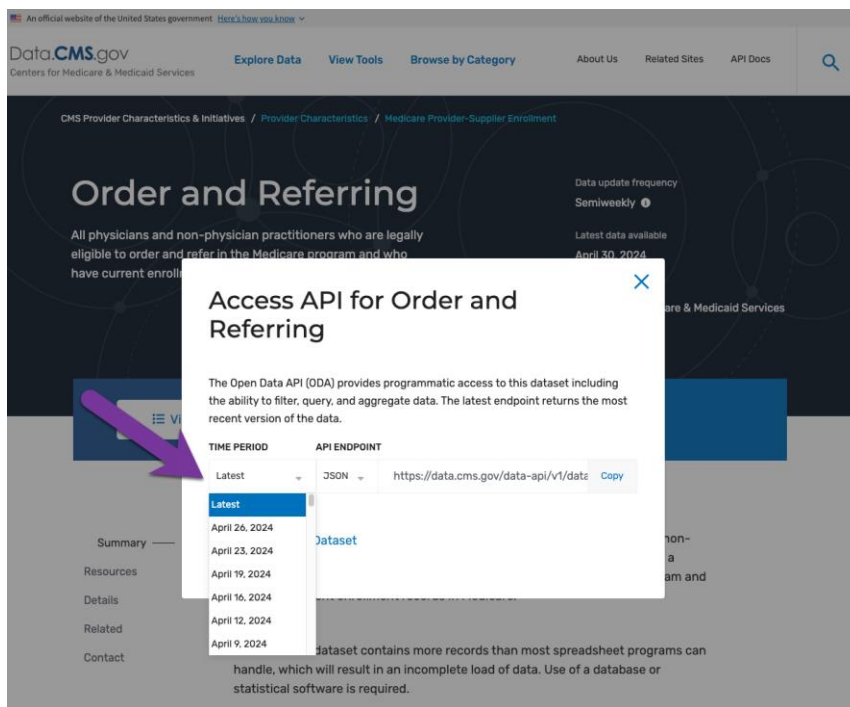 An official website of the United States government Here's how you know
Data.CMS.gov
Centers for Medicare & Medicaid Services
Explore Data View Tools Browse by Category
About Us Related Sites API Docs
CMS Provider Characteristics & Initiatives / Provider Characteristics / Medicare Provider-Supplier Enrollment
Order and Referring
All physicians and non-physician practitioners who are legally
eligible to order and refer in the Medicare program and who
have current
Data update frequency
Semiweekly
Latest data available
April 30, 2024
& Medicaid Services
Access API for Order and
Referring
The Open Data API (ODA) provides programmatic access to this dataset including
the ability to filter, query, and aggregate data. The latest endpoint returns the most
recent version of the data.
TIME PERIOD API ENDPOINT
Latest JSON https://data.cms.gov/data-api/v1/data Copy
Latest
April 26, 2024
April 23, 2024
April 19, 2024
April 16, 2024
April 12, 2024
April 9, 2024
Dataset
Summary
Resources
Details
Related
Contact
non-
a
and
enrollment records in Medicare.
dataset contains more records than most spreadsheet programs can
handle, which will result in an incomplete load of data. Use of a database or
statistical software is required.